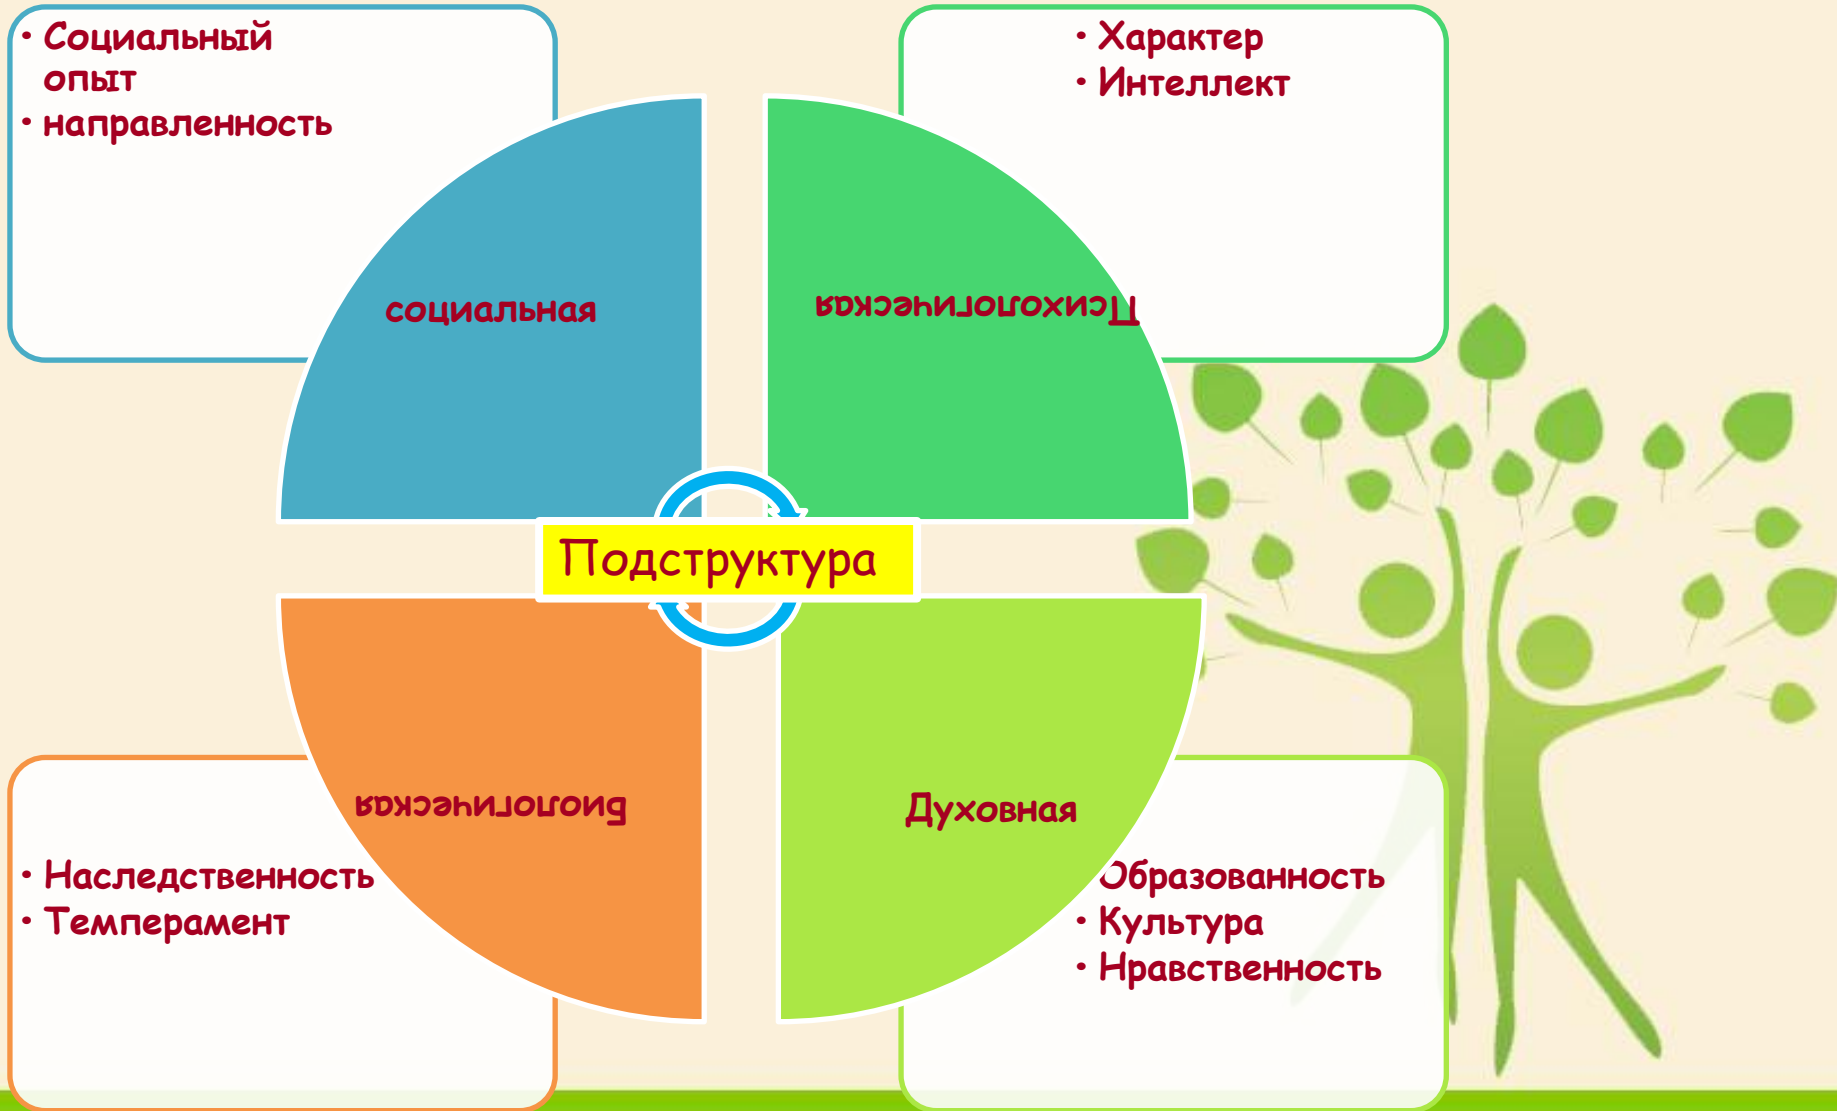 • Социальный
опыт
• направленность
• Характер
• Интеллект
социальная
Психологическая
Подструктура
Биологическая
Духовная
• Наследственность
• Темперамент
Образованность
• Культура
• Нравственность